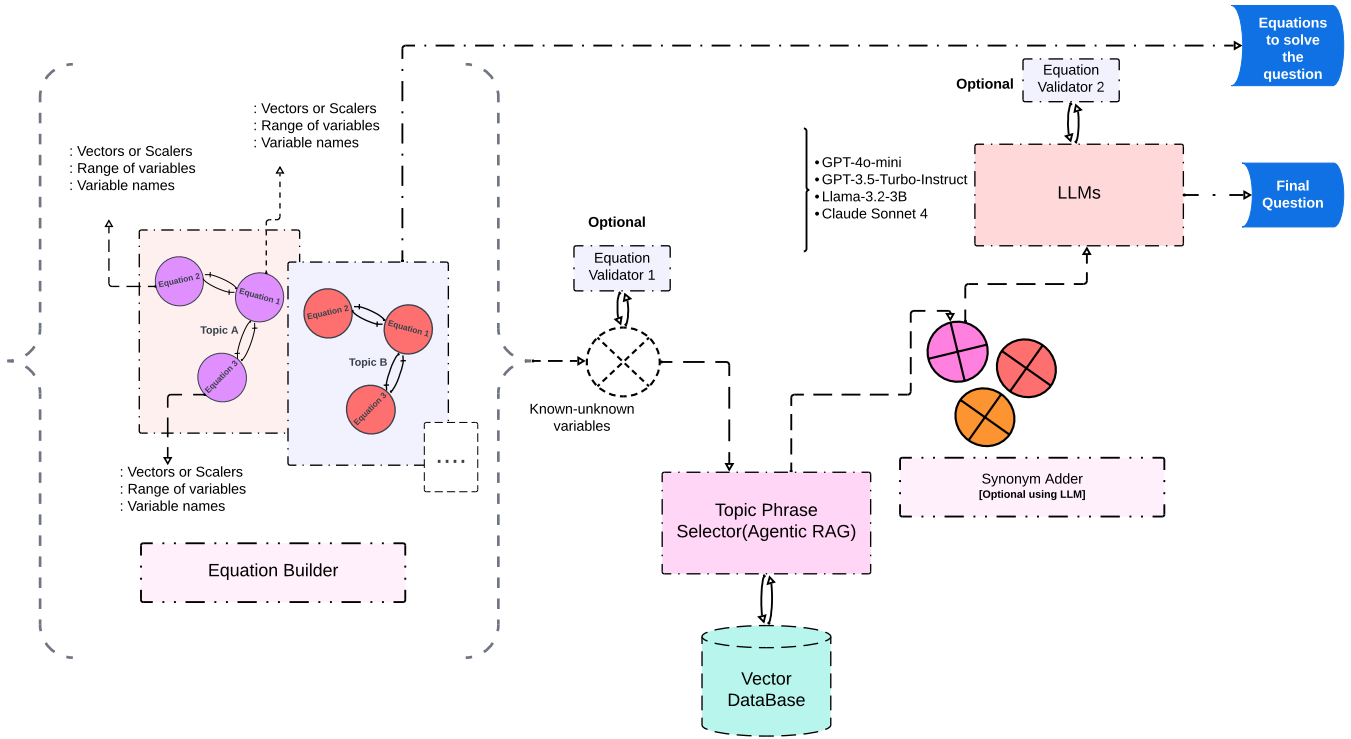 Equations
to solve
the
question
Optional
Equation
Validator 2
: Vectors or Scalers
: Range of variables
: Variable names
: Vectors or Scalers
: Range of variables
: Variable names
•GPT-4o-mini
•GPT-3.5-Turbo-Instruct
•Llama-3.2-3B
•Claude Sonnet 4
LLMs
Final
Question
Optional
Equation
Validator 1
Equation 2
Equation 1
Topic A
Equation 3
Equation 2
Equation 1
Topic B
Equation 3
Known-unknown
variables
....
: Vectors or Scalers
: Range of variables
: Variable names
Synonym Adder
[Optional using LLM]
Topic Phrase
Selector(Agentic RAG)
Equation Builder
Vector
DataBase